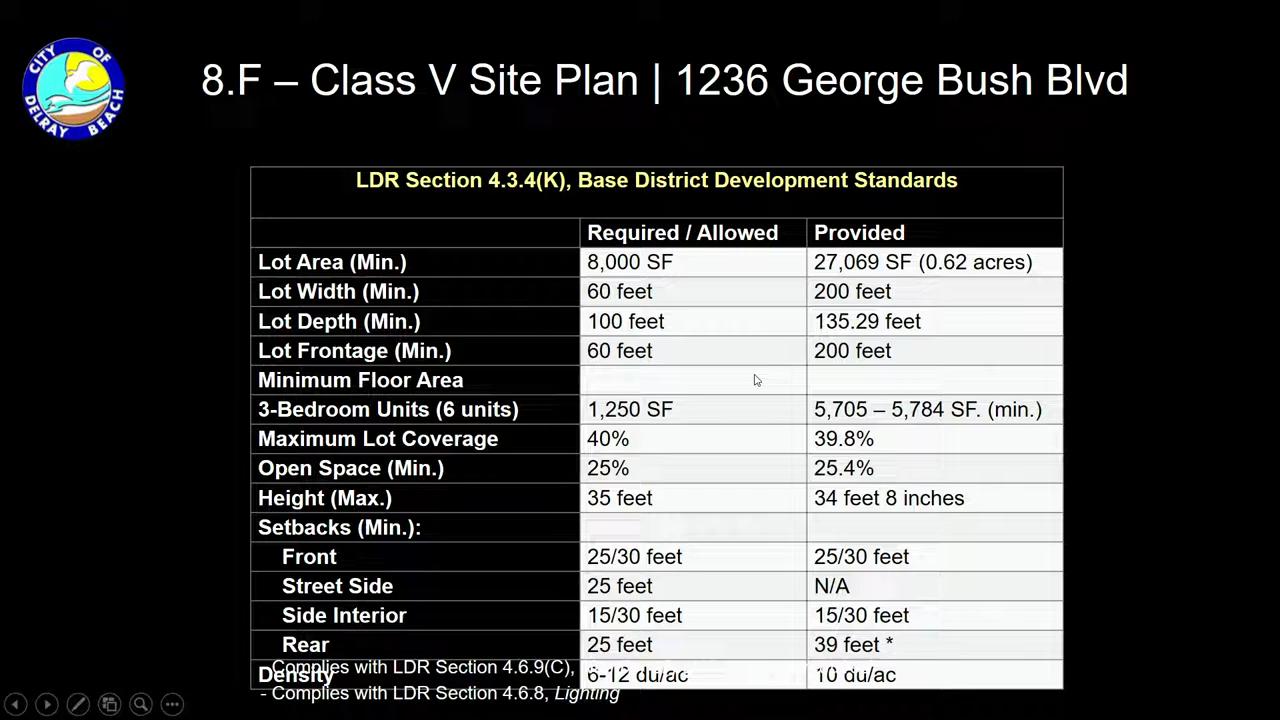 CITY OF
DELRAY BEACH
8.F – Class V Site Plan | 1236 George Bush Blvd
LDR Section 4.3.4(K), Base District Development Standards
Required / Allowed Provided
Lot Area (Min.) 8,000 SF 27,069 SF (0.62 acres)
Lot Width (Min.) 60 feet 200 feet
Lot Depth (Min.) 100 feet 135.29 feet
Lot Frontage (Min.) 60 feet 200 feet
Minimum Floor Area
3-Bedroom Units (6 units) 1,250 SF 5,705 – 5,784 SF. (min.)
Maximum Lot Coverage 40% 39.8%
Open Space (Min.) 25% 25.4%
Height (Max.) 35 feet 34 feet 8 inches
Setbacks (Min.):
Front 25/30 feet 25/30 feet
Street Side 25 feet N/A
Side Interior 15/30 feet 15/30 feet
Rear 25 feet 39 feet *
Complies with LDR Section 4.6.9(C),
Density 6-12 du/ac 10 du/ac
- Complies with LDR Section 4.6.8, Lighting